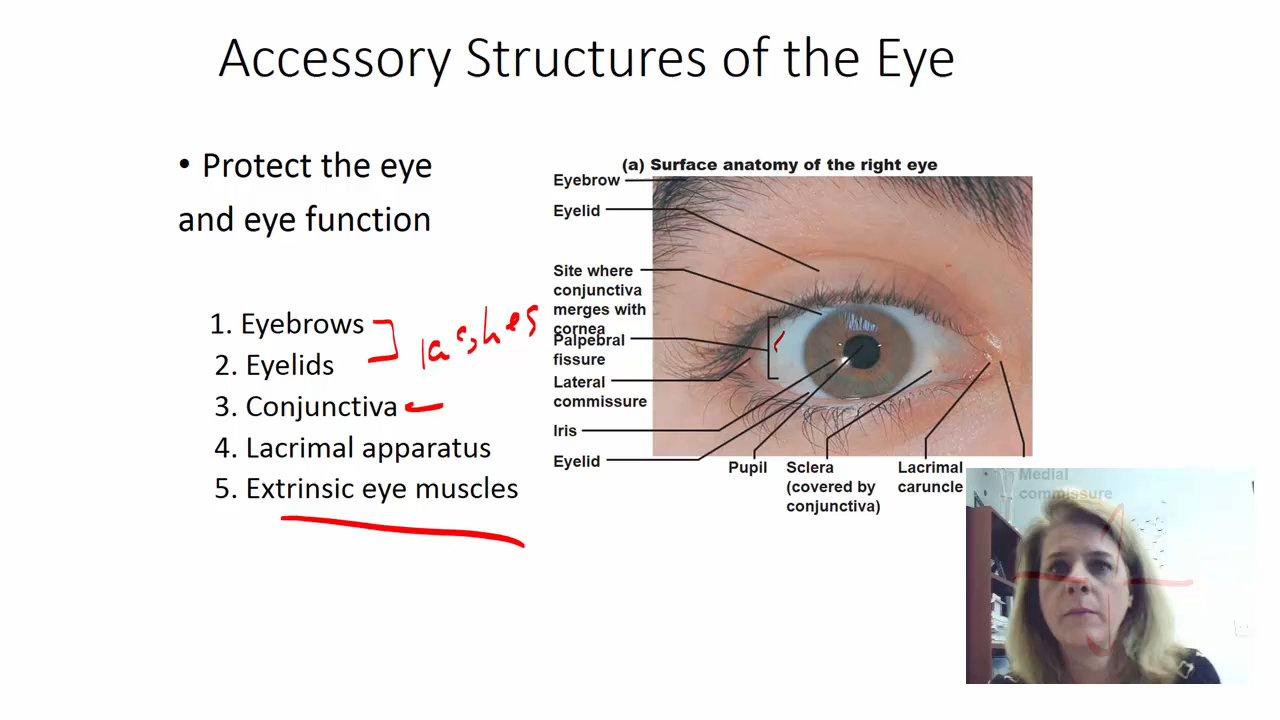 Accessory Structures of the Eye
• Protect the eye
and eye function
1. Eyebrows
2. Eyelids
lashes
3. Conjunctiva
4. Lacrimal apparatus
5. Extrinsic eye muscles
(a) Surface anatomy of the right eye
Eyebrow
Eyelid
Site where
conjunctiva
merges with
cornea
Palpebral
fissure
Lateral
commissure
Iris
Eyelid
Pupil
Sclera
(covered by
conjunctiva)
Lacrimal
caruncle
Medial
commissure